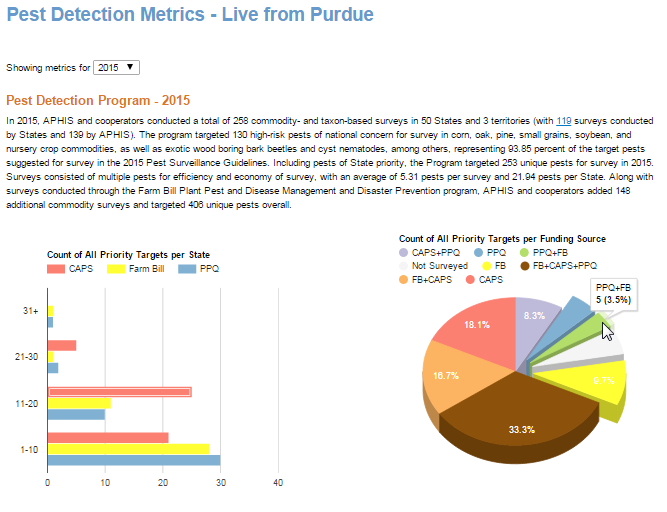 Pest Detection Metrics - Live from Purdue
Showing metrics for 2015 ▼
Pest Detection Program - 2015
In 2015, APHIS and cooperators conducted a total of 258 commodity- and taxon-based surveys in 50 States and 3 territories (with 119 surveys conducted
by States and 139 by APHIS). The program targeted 130 high-risk pests of national concern for survey in corn, oak, pine, small grains, soybean, and
nursery crop commodities, as well as exotic wood boring bark beetles and cyst nematodes, among others, representing 93.85 percent of the target pests
suggested for survey in the 2015 Pest Surveillance Guidelines. Including pests of State priority, the Program targeted 253 unique pests for survey in 2015.
Surveys consisted of multiple pests for efficiency and economy of survey, with an average of 5.31 pests per survey and 21.94 pests per State. Along with
surveys conducted through the Farm Bill Plant Pest and Disease Management and Disaster Prevention program, APHIS and cooperators added 148
additional commodity surveys and targeted 406 unique pests overall.
Count of All Priority Targets per State
CAPS Farm Bill PPQ
31+
21-30
11-20
1-10
0 10 20 30 40
Count of All Priority Targets per Funding Source
CAPS+PPQ PPQ PPQ+FB
Not Surveyed FB FB+CAPS+PPQ
FB+CAPS CAPS
PPQ+FB
5 (3.5%)
8.3%
18.1%
16.7%
33.3%